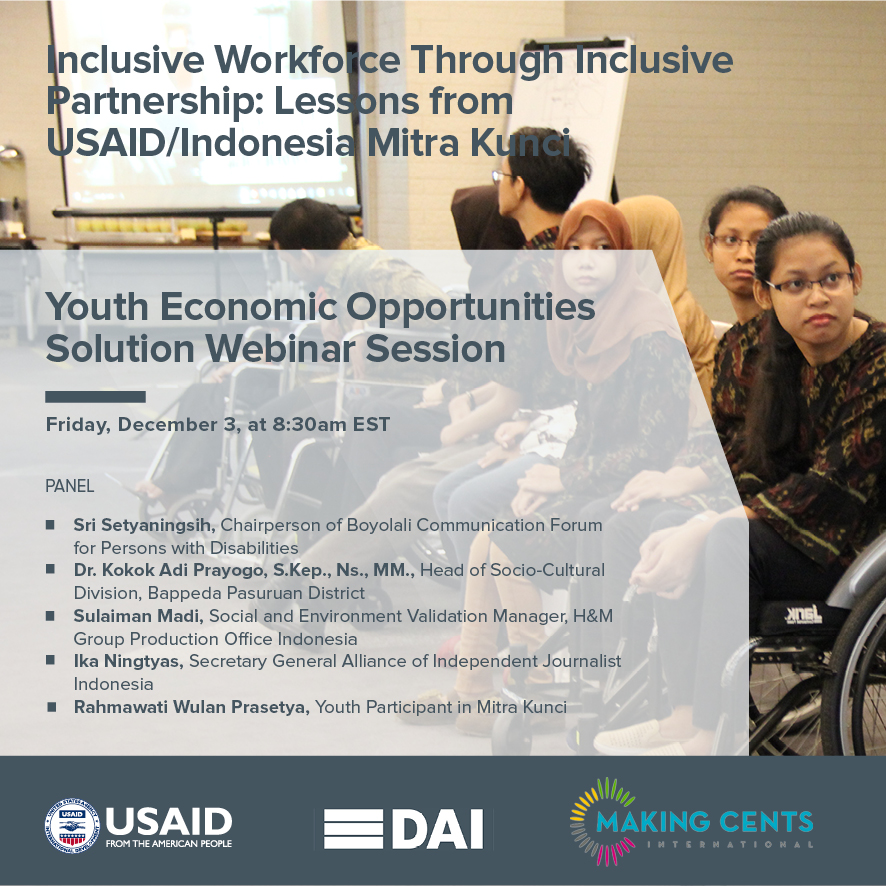 Inclusive Workforce Through Inclusive
Partnership: Lessons from
USAID/Indonesia Mitra Kunci
Youth Economic Opportunities
Solution Webinar Session
Friday, December 3, at 8:30am EST
PANEL
Sri Setyaningsih, Chairperson of Boyolali Communication Forum
for Persons with Disabilities
Dr. Kokok Adi Prayogo, S.Kep., Ns., MM., Head of Socio-Cultural
Division, Bappeda Pasuruan District
Sulaiman Madi, Social and Environment Validation Manager, H&M
Group Production Office Indonesia
Ika Ningtyas, Secretary General Alliance of Independent Journalist
Indonesia
Rahmawati Wulan Prasetya, Youth Participant in Mitra Kunci
USAID
USAID
FROM THE AMERICAN PEOPLE
DAI
MAKING CENTS
INTERNATIONAL